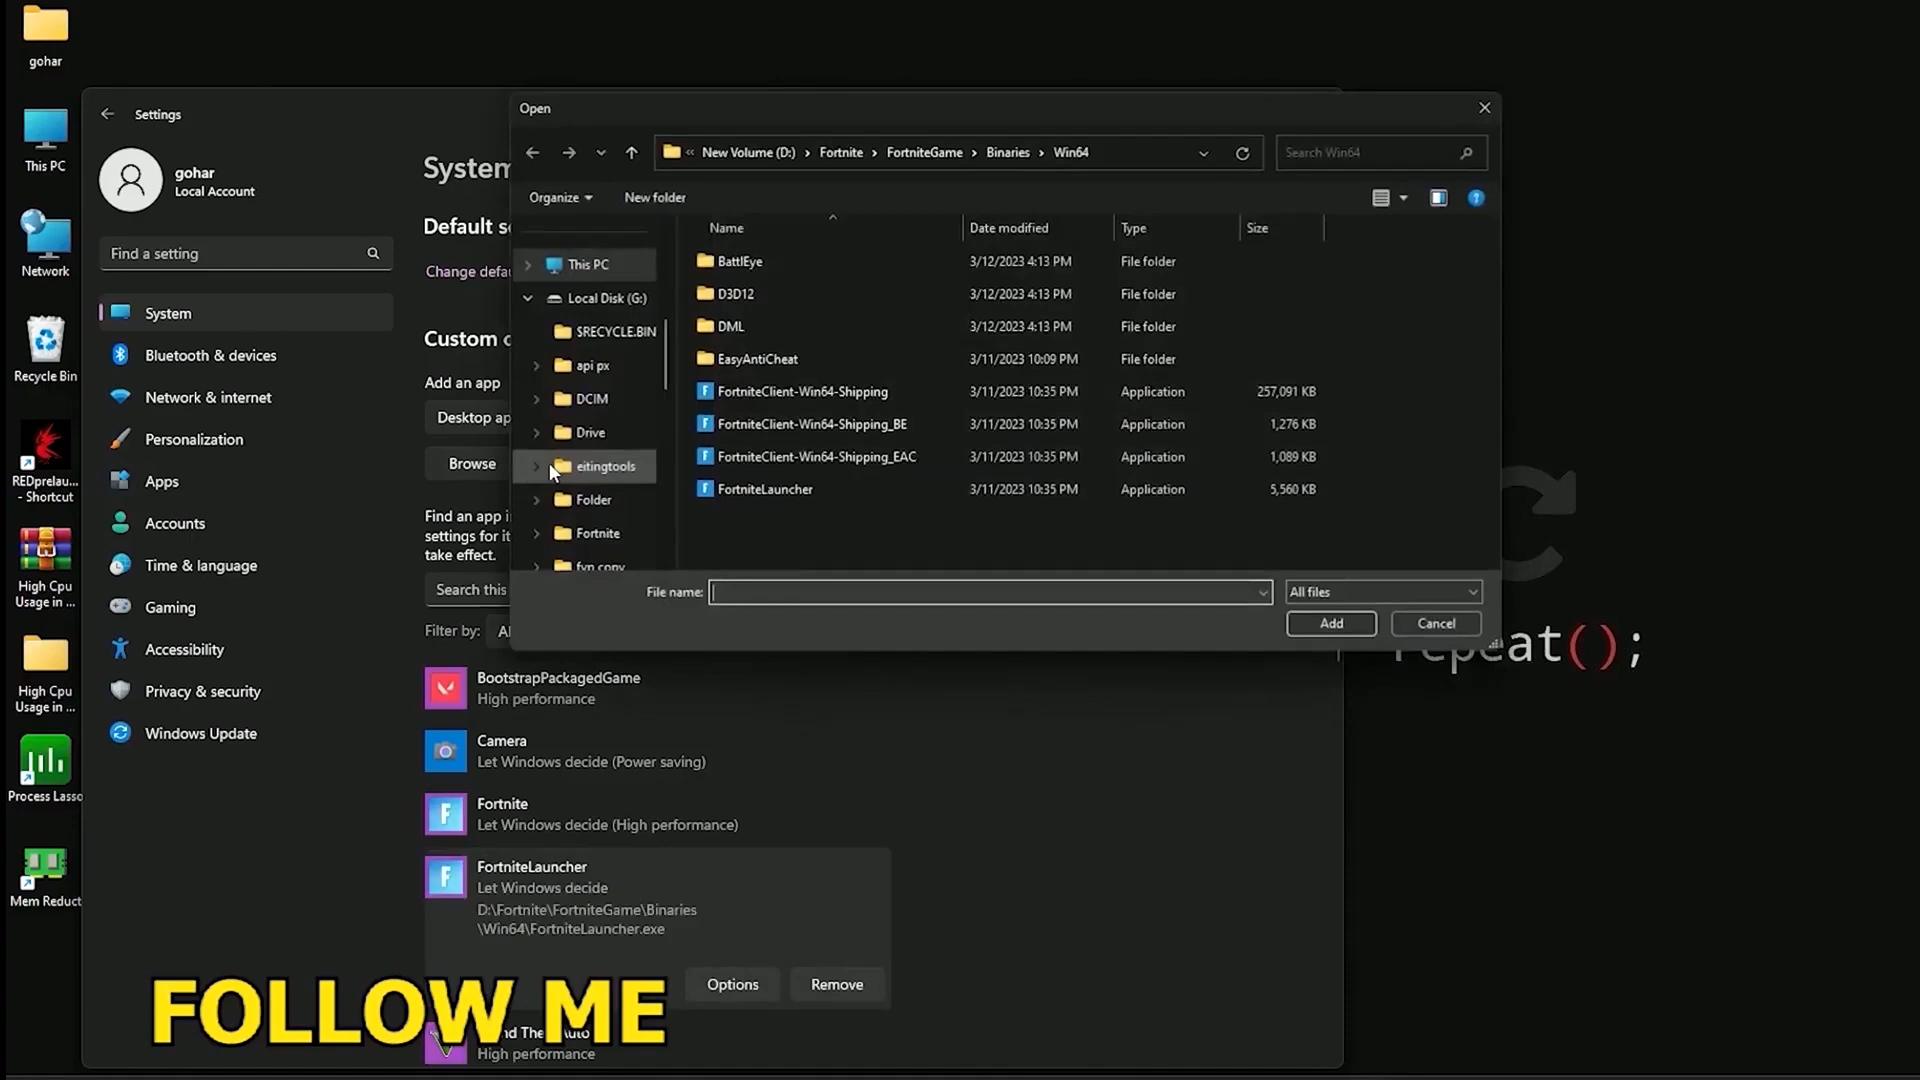 gohar
This PC
Network
Recycle Bin
REDprelau...
- Shortcut
High Cpu
Usage in ...
High Cpu
Usage in ...
Process Lasso
Mem Reduct
Settings
gohar
Local Account
Find a setting
System
Bluetooth & devices
Network & internet
Personalization
Apps
Accounts
Time & language
Gaming
Accessibility
Privacy & security
Windows Update
System
Default s
Change defau
Custom o
Add an app
Desktop ap
Browse
Find an app i
settings for it
take effect.
Search this
Filter by: Al
BootstrapPackagedGame
High performance
Camera
Let Windows decide (Power saving)
Fortnite
Let Windows decide (High performance)
FortniteLauncher
Let Windows decide
D:\Fortnite\FortniteGame\Binaries
\Win64\FortniteLauncher.exe
Options Remove
nd The Auto
High performance
Open
« New Volume (D:) › Fortnite › FortniteGame › Binaries › Win64
Search Win64
Organize New folder
This PC
Local Disk (G:)
$RECYCLE.BIN
api px
DCIM
Drive
eitingtools
Folder
Fortnite
fyp copy
Name Date modified Type Size
BattlEye 3/12/2023 4:13 PM File folder
D3D12 3/12/2023 4:13 PM File folder
DML 3/12/2023 4:13 PM File folder
EasyAntiCheat 3/11/2023 10:09 PM File folder
FortniteClient-Win64-Shipping 3/11/2023 10:35 PM Application 257,091 KB
FortniteClient-Win64-Shipping_BE 3/11/2023 10:35 PM Application 1,276 KB
FortniteClient-Win64-Shipping_EAC 3/11/2023 10:35 PM Application 1,089 KB
FortniteLauncher 3/11/2023 10:35 PM Application 5,560 KB
File name: All files
Add Cancel
repeat();
FOLLOW ME